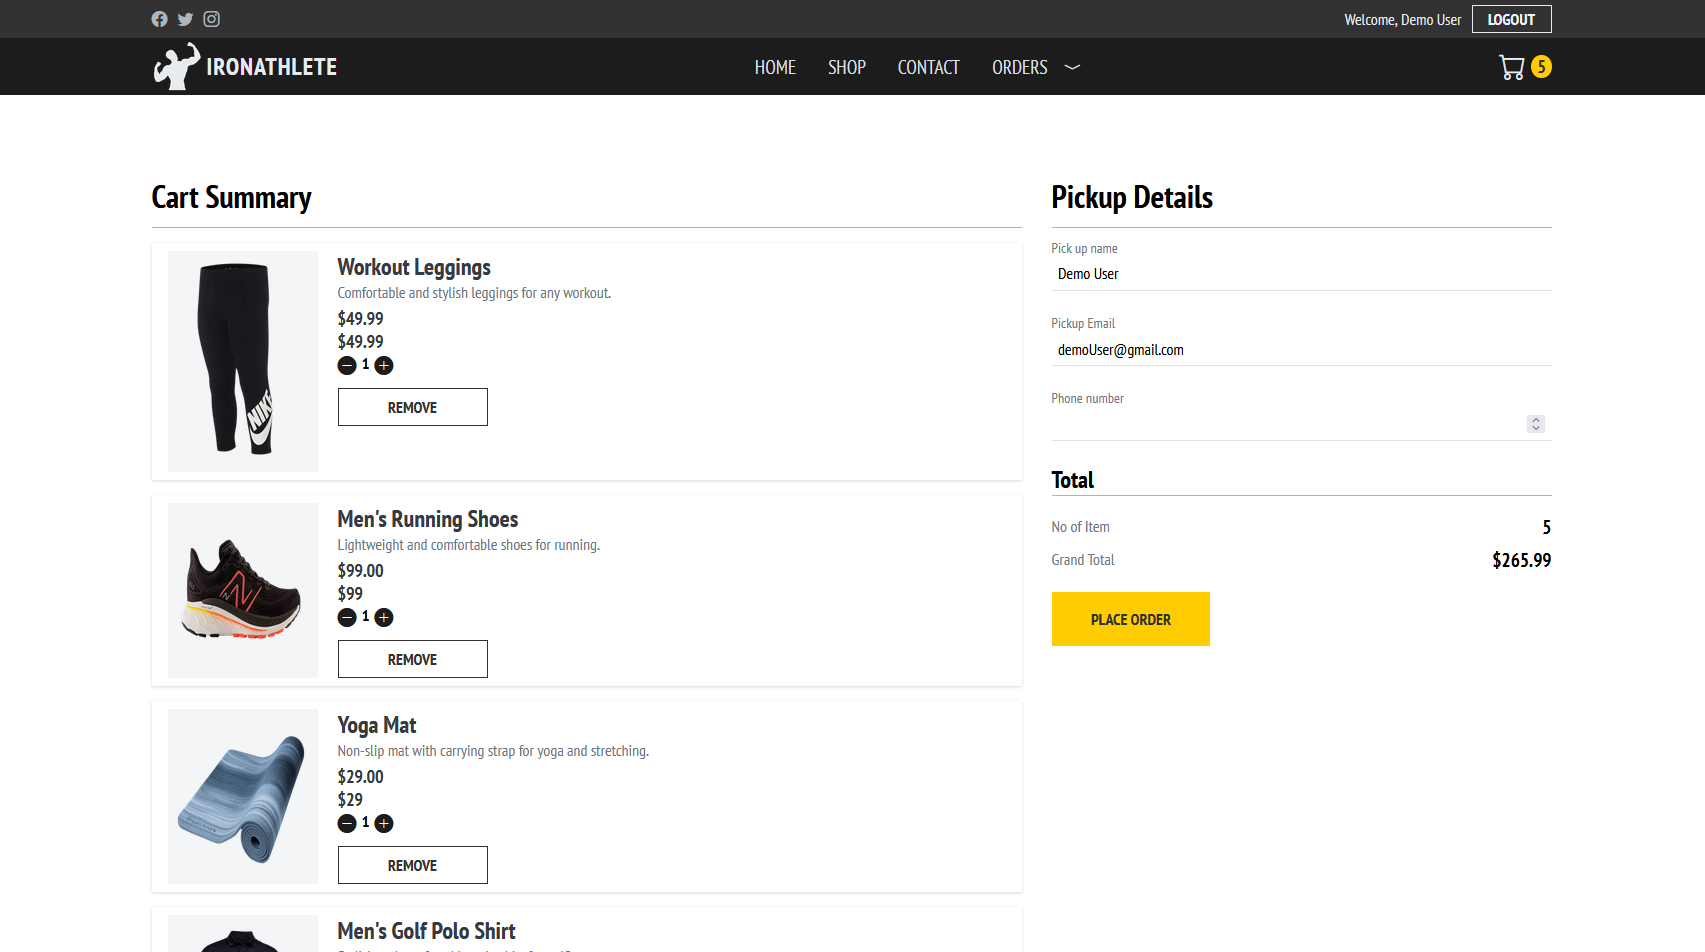 Welcome, Demo User
LOGOUT
IRONATHLETE
HOME
SHOP
CONTACT
ORDERS
5
Cart Summary
Workout Leggings
Comfortable and stylish leggings for any workout.
$49.99
$49.99
1
REMOVE
NIKE
Men's Running Shoes
Lightweight and comfortable shoes for running.
$99.00
$99
1
REMOVE
Yoga Mat
Non-slip mat with carrying strap for yoga and stretching.
$29.00
$29
1
REMOVE
Men's Golf Polo Shirt
Pickup Details
Pick up name
Demo User
Pickup Email
demoUser@gmail.com
Phone number
Total
No of Item
5
Grand Total
$265.99
PLACE ORDER